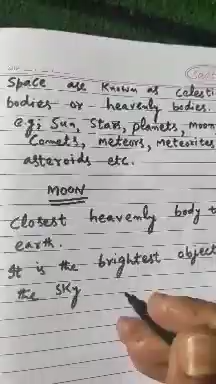 Space are known as celesti
bodies or heavenly bodies.
e.g; Sun, Stars, planets, moon
Comets, meteors, meteorites
asteroids etc.
MOON
Closest heavenly body t
earth.
It is the brightest object
the sky